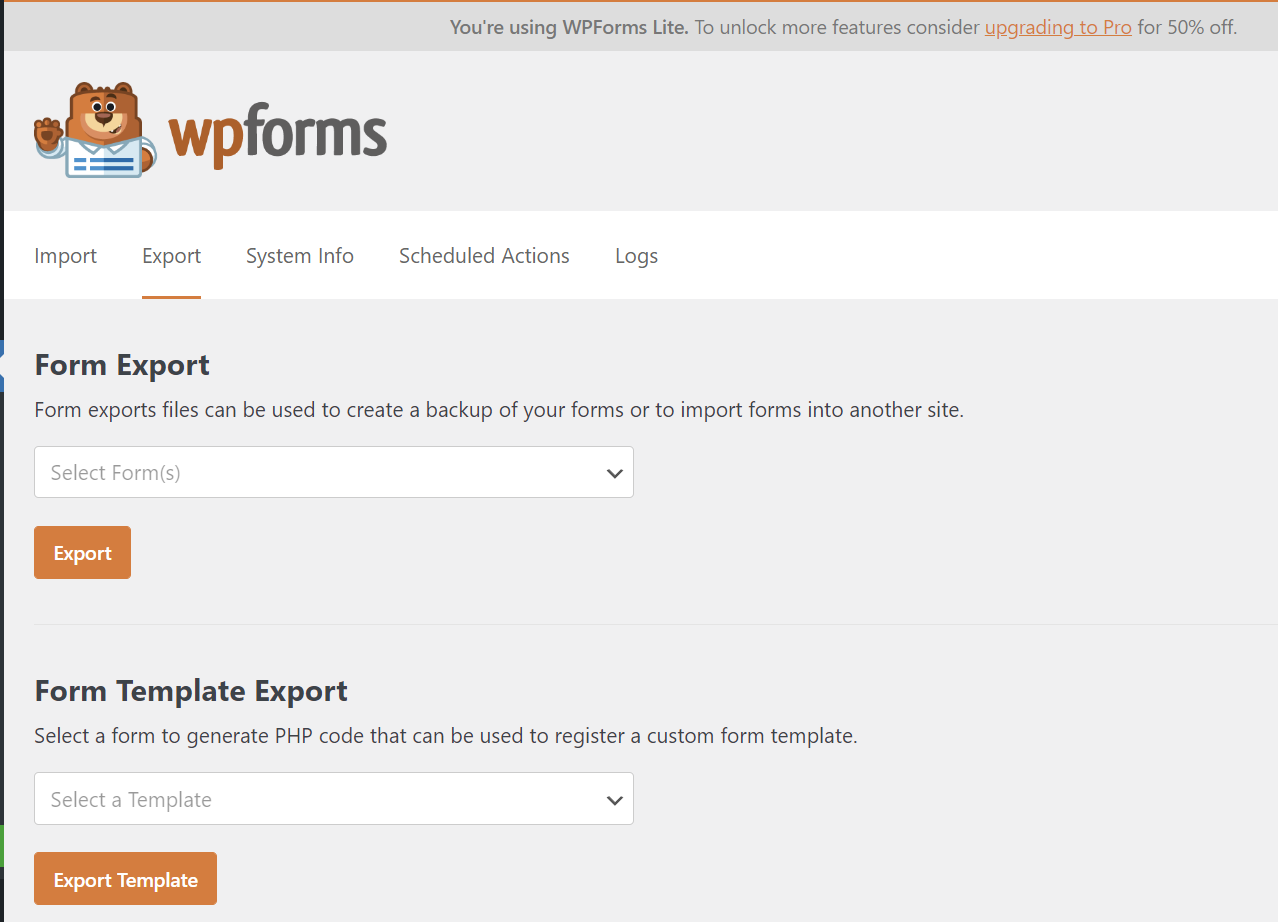 You're using WPForms Lite. To unlock more features consider upgrading to Pro for 50% off.
wpforms
Import Export System Info Scheduled Actions Logs
Form Export
Form exports files can be used to create a backup of your forms or to import forms into another site.
Select Form(s)
Export
Form Template Export
Select a form to generate PHP code that can be used to register a custom form template.
Select a Template
Export Template